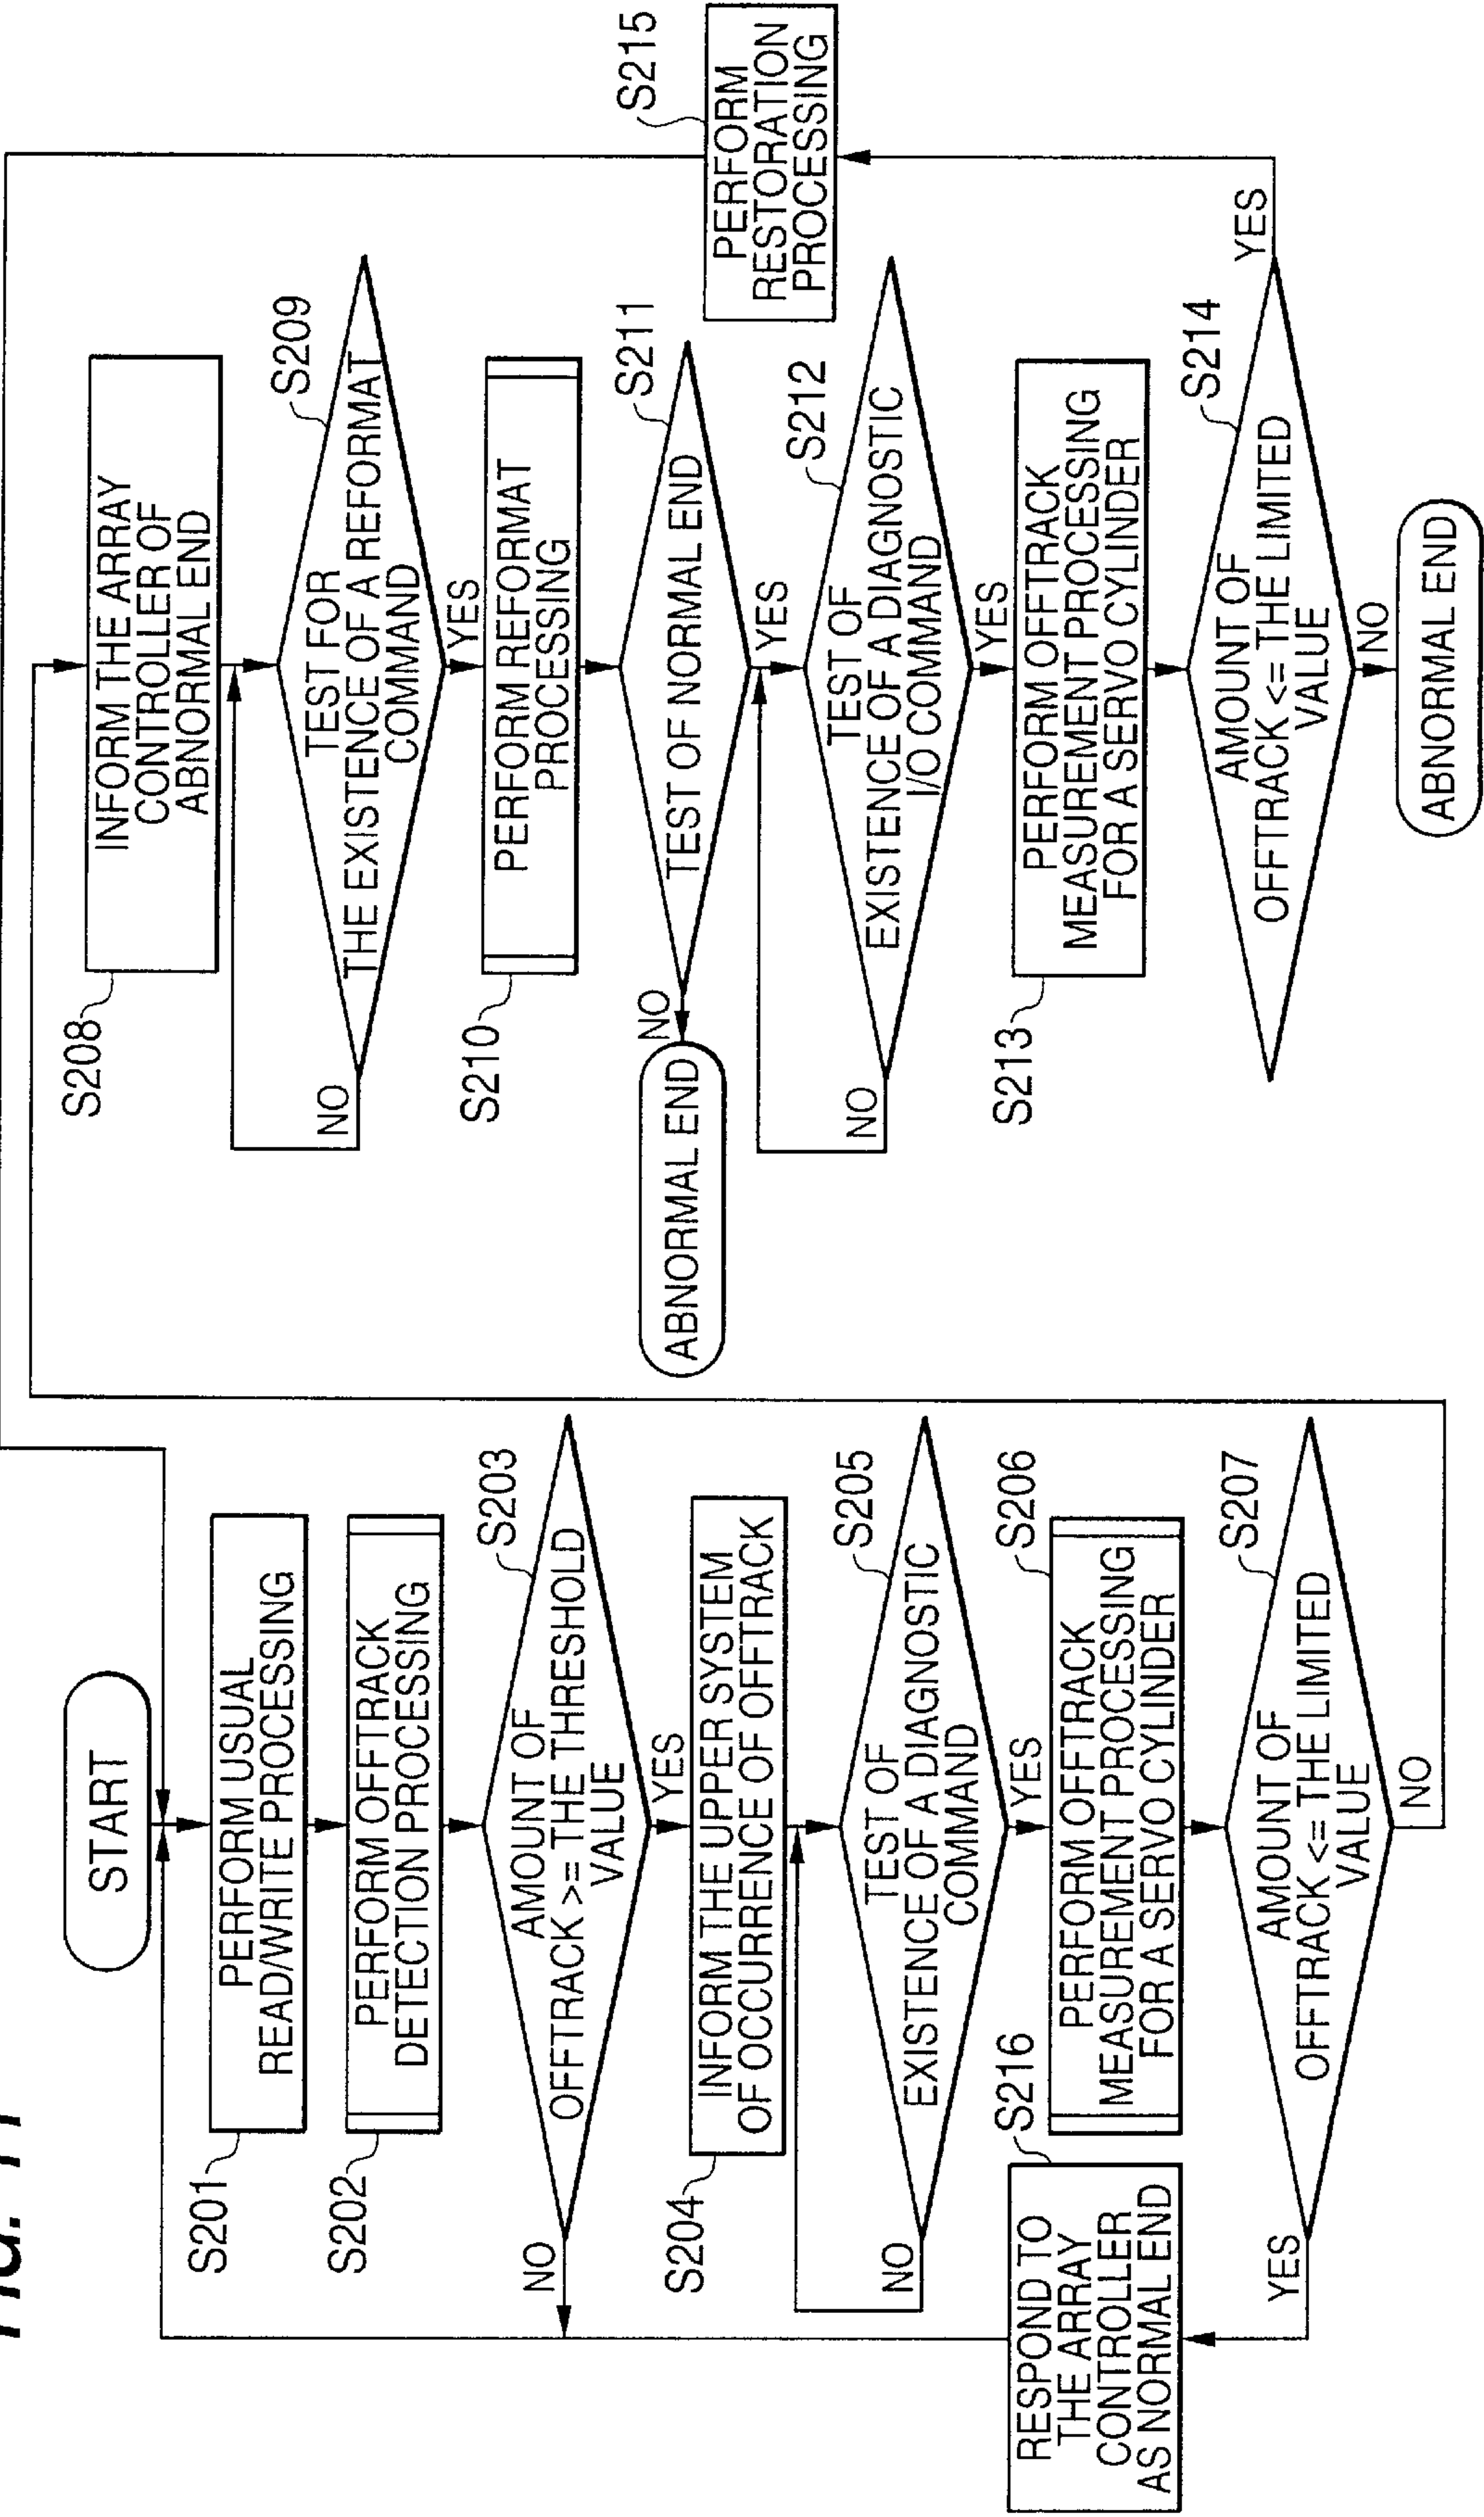 START
S201
PERFORM USUAL
READ/WRITE PROCESSING
S202
PERFORM OFFTRACK
DETECTION PROCESSING
S203
AMOUNT OF
OFFTRACK >= THE THRESHOLD
VALUE
NO
YES
S204
INFORM THE UPPER SYSTEM
OF OCCURRENCE OF OFFTRACK
S205
TEST OF
EXISTENCE OF A DIAGNOSTIC
COMMAND
NO
YES
S206
PERFORM OFFTRACK
MEASUREMENT PROCESSING
FOR A SERVO CYLINDER
S216
RESPOND TO
THE ARRAY
CONTROLLER
AS NORMAL END
S207
AMOUNT OF
OFFTRACK <= THE LIMITED
VALUE
YES
NO
S208
INFORM THE ARRAY
CONTROLLER OF
ABNORMAL END
S209
TEST FOR
THE EXISTENCE OF A REFORMAT
COMMAND
NO
YES
S210
PERFORM REFORMAT
PROCESSING
S211
TEST OF NORMAL END
NO
ABNORMAL END
YES
S212
TEST OF
EXISTENCE OF A DIAGNOSTIC
I/O COMMAND
NO
YES
S213
PERFORM OFFTRACK
MEASUREMENT PROCESSING
FOR A SERVO CYLINDER
S214
AMOUNT OF
OFFTRACK <= THE LIMITED
VALUE
YES
NO
ABNORMAL END
S215
PERFORM
RESTORATION
PROCESSING